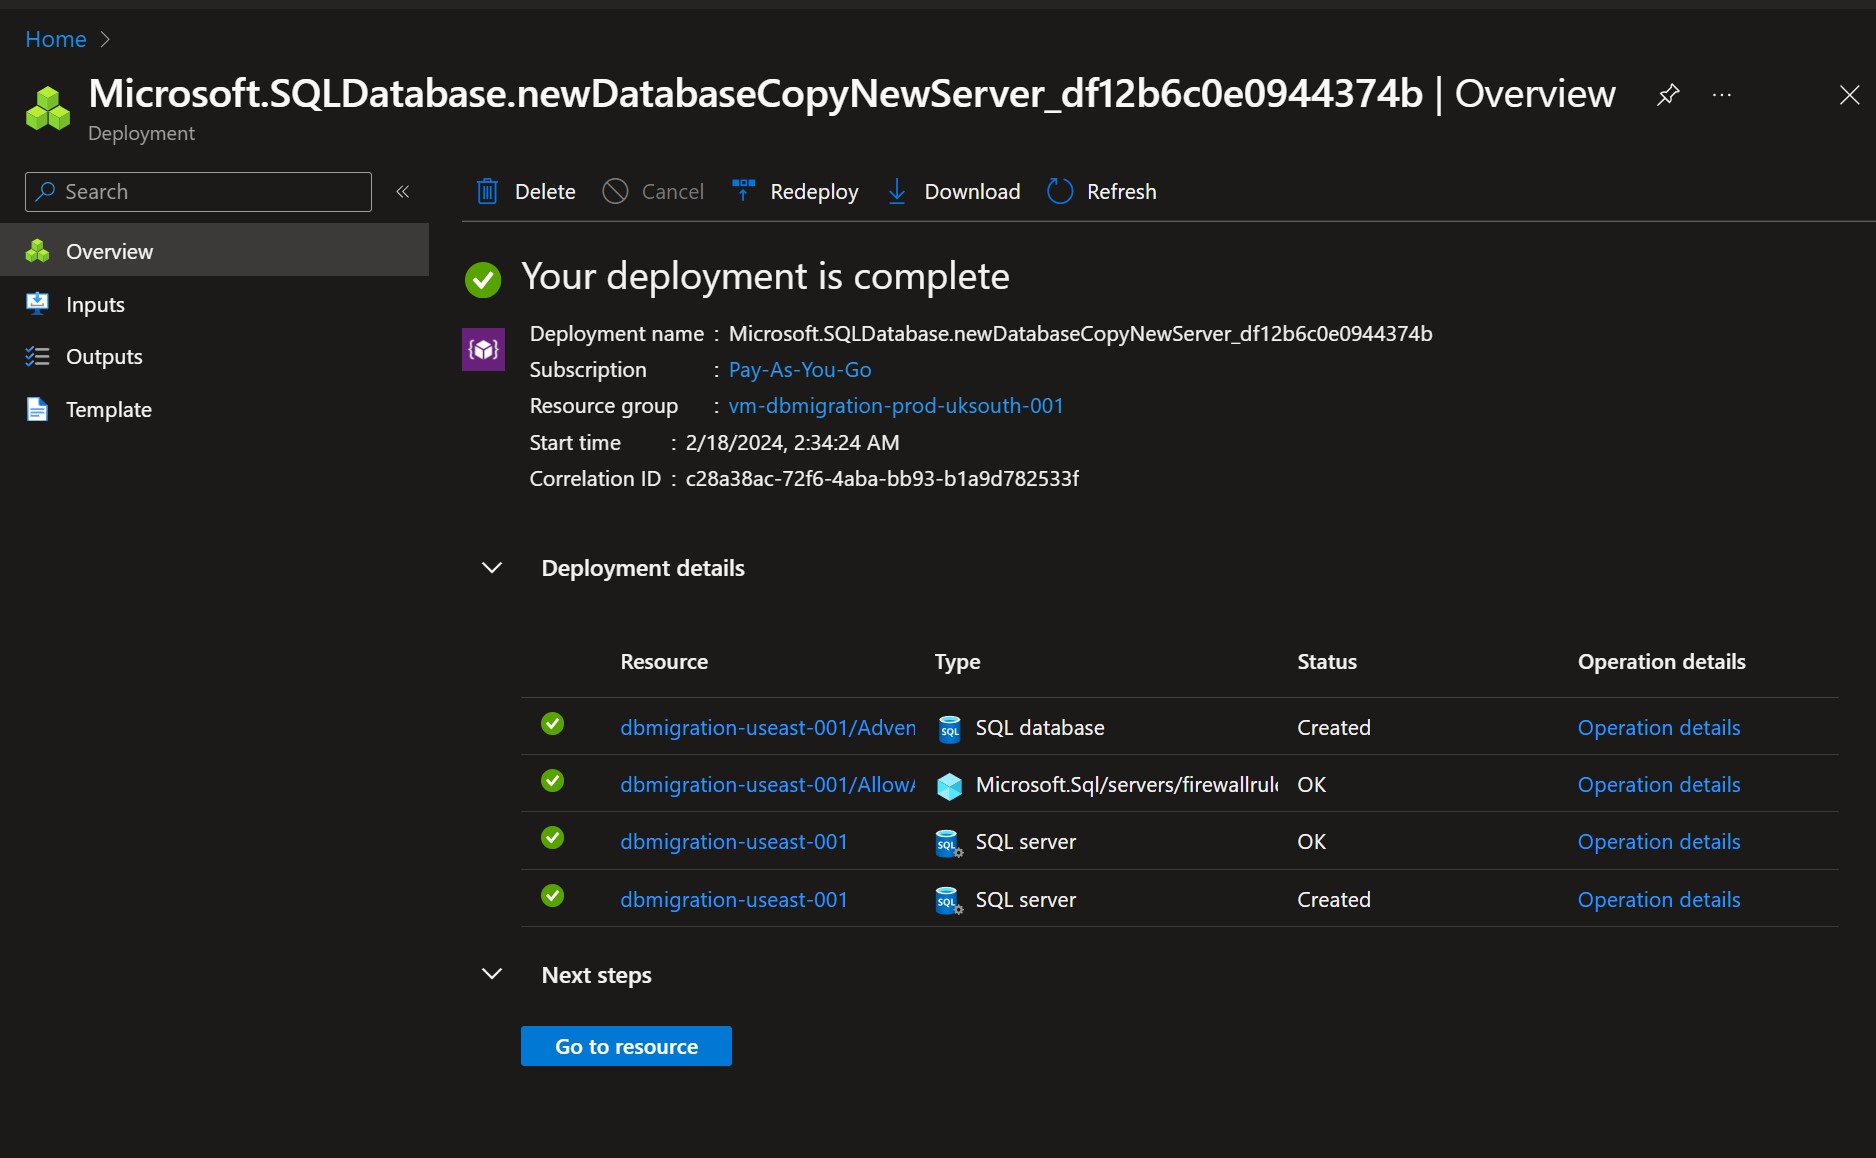 Home
Microsoft.SQLDatabase.newDatabaseCopyNewServer_df12b6c0e0944374b | Overview
Deployment
Search
Delete Cancel Redeploy Download Refresh
Overview
Inputs
Outputs
Template
Your deployment is complete
Deployment name : Microsoft.SQLDatabase.newDatabaseCopyNewServer_df12b6c0e0944374b
Subscription : Pay-As-You-Go
Resource group : vm-dbmigration-prod-uksouth-001
Start time : 2/18/2024, 2:34:24 AM
Correlation ID : c28a38ac-72f6-4aba-bb93-b1a9d782533f
Deployment details
Resource Type Status Operation details
dbmigration-useast-001/Adven SQL SQL database Created Operation details
dbmigration-useast-001/AllowA Microsoft.Sql/servers/firewallrule OK Operation details
dbmigration-useast-001 SQL SQL server OK Operation details
dbmigration-useast-001 SQL SQL server Created Operation details
Next steps
Go to resource